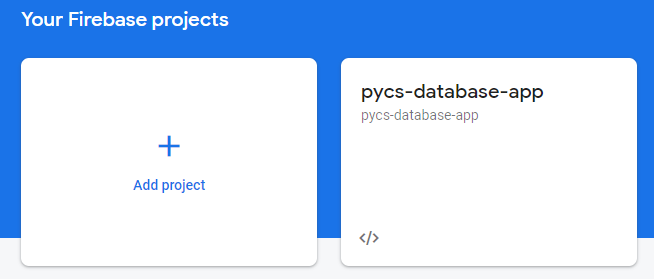 Your Firebase projects
Add project
pycs-database-app
pycs-database-app